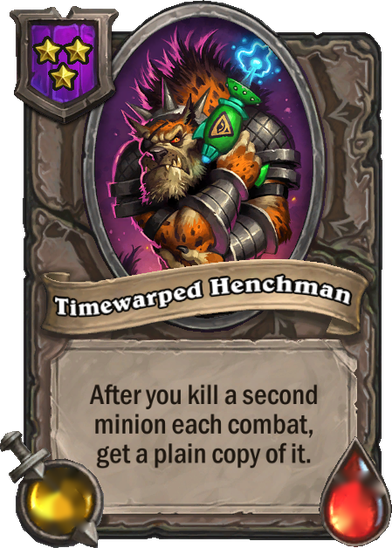 Timewarped Henchman
After you kill a second
minion each combat,
get a plain copy of it.